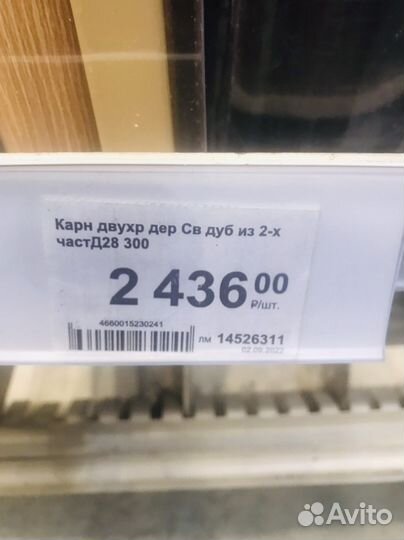 Карн двухр дер Св дуб из 2-х
частД28 300
2 436 00
₽/шт.
4660015230241
лм 14526311
02.09.2022
Avito